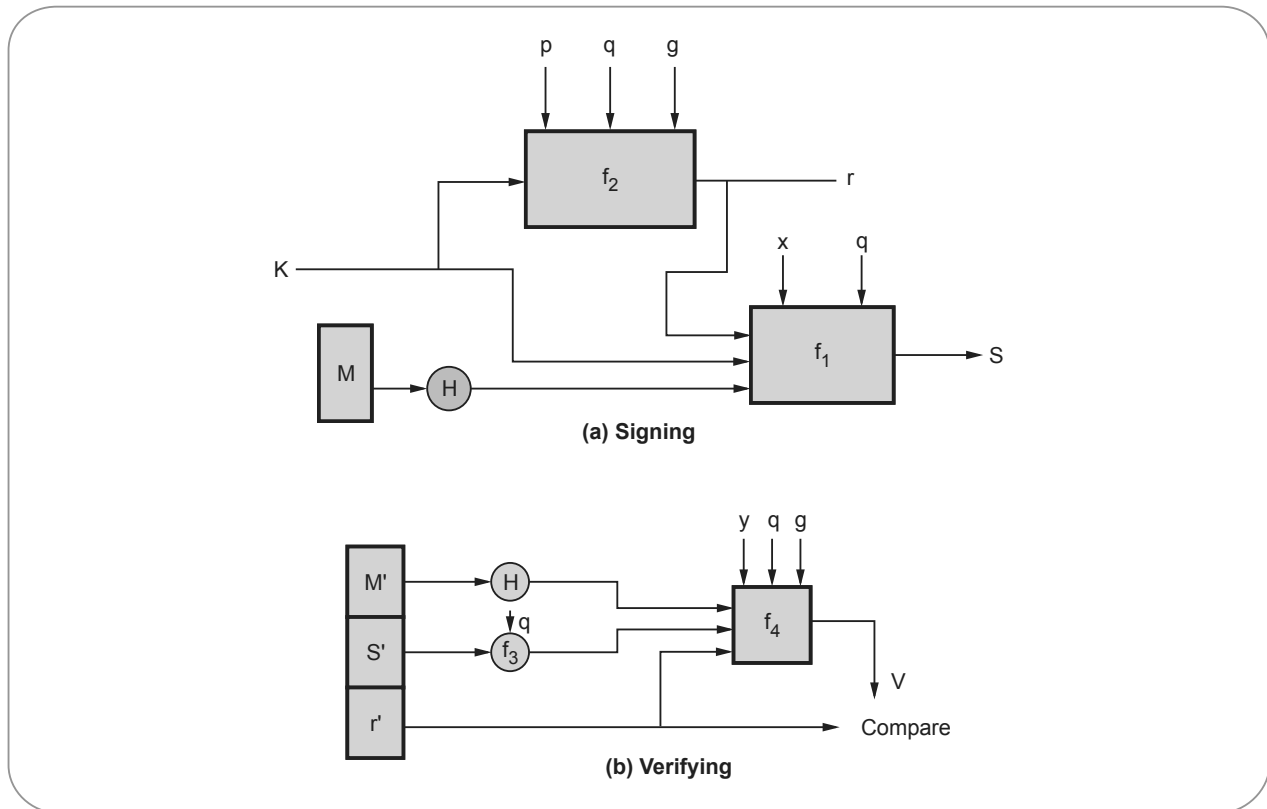 p q g
f2
r
x q
K
f1
S
M
H
(a) Signing
y q g
M'
H
q
f4
S'
f3
V
r'
Compare
(b) Verifying